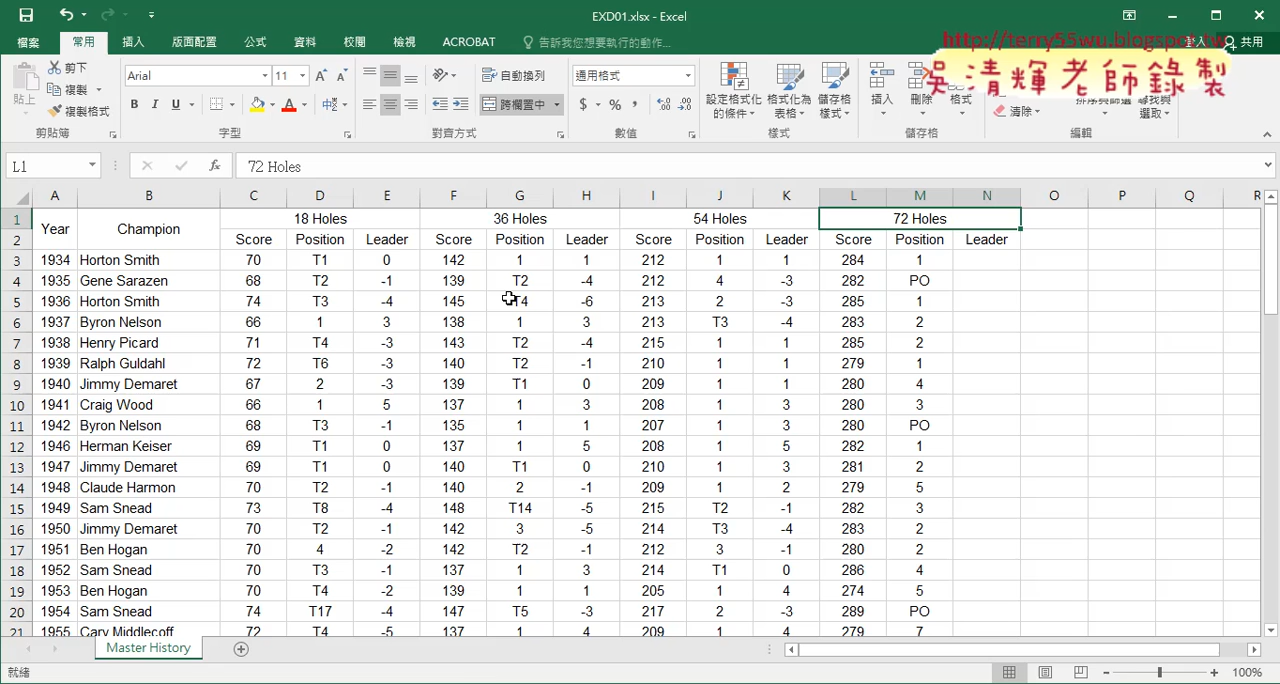 EXD01.xlsx - Excel
http://terry55wu.blogspot.tw
吳清輝老師錄製
檔案 常用 插入 版面配置 公式 資料 校閱 檢視 ACROBAT 告訴我您想要執行的動作... 登入 共用
貼上 剪下 複製 複製格式 剪貼簿
Arial 11 B I U 字型
自動換列 跨欄置中 對齊方式
通用格式 $ % , 數值
設定格式化的條件 格式化為表格 儲存格樣式 樣式
插入 刪除 格式 儲存格
清除 尋找與選取 編輯
L1 fx 72 Holes
A B C D E F G H I J K L M N O P Q R
1 Year Champion 18 Holes 36 Holes 54 Holes 72 Holes
2 Score Position Leader Score Position Leader Score Position Leader Score Position Leader
3 1934 Horton Smith 70 T1 0 142 1 1 212 1 1 284 1
4 1935 Gene Sarazen 68 T2 -1 139 T2 -4 212 4 -3 282 PO
5 1936 Horton Smith 74 T3 -4 145 T4 -6 213 2 -3 285 1
6 1937 Byron Nelson 66 1 3 138 1 3 213 T3 -4 283 2
7 1938 Henry Picard 71 T4 -3 143 T2 -4 215 1 1 285 2
8 1939 Ralph Guldahl 72 T6 -3 140 T2 -1 210 1 1 279 1
9 1940 Jimmy Demaret 67 2 -3 139 T1 0 209 1 1 280 4
10 1941 Craig Wood 66 1 5 137 1 3 208 1 3 280 3
11 1942 Byron Nelson 68 T3 -1 135 1 1 207 1 3 280 PO
12 1946 Herman Keiser 69 T1 0 137 1 5 208 1 5 282 1
13 1947 Jimmy Demaret 69 T1 0 140 T1 0 210 1 3 281 2
14 1948 Claude Harmon 70 T2 -1 140 2 -1 209 1 2 279 5
15 1949 Sam Snead 73 T8 -4 148 T14 -5 215 T2 -1 282 3
16 1950 Jimmy Demaret 70 T2 -1 142 3 -5 214 T3 -4 283 2
17 1951 Ben Hogan 70 4 -2 142 T2 -1 212 3 -1 280 2
18 1952 Sam Snead 70 T3 -1 137 1 3 214 T1 0 286 4
19 1953 Ben Hogan 70 T4 -2 139 1 1 205 1 4 274 5
20 1954 Sam Snead 74 T17 -4 147 T5 -3 217 2 -3 289 PO
21 1955 Cary Middlecoff 72 T4 -5 137 1 4 209 1 4 279 7
Master History
就緒 100%